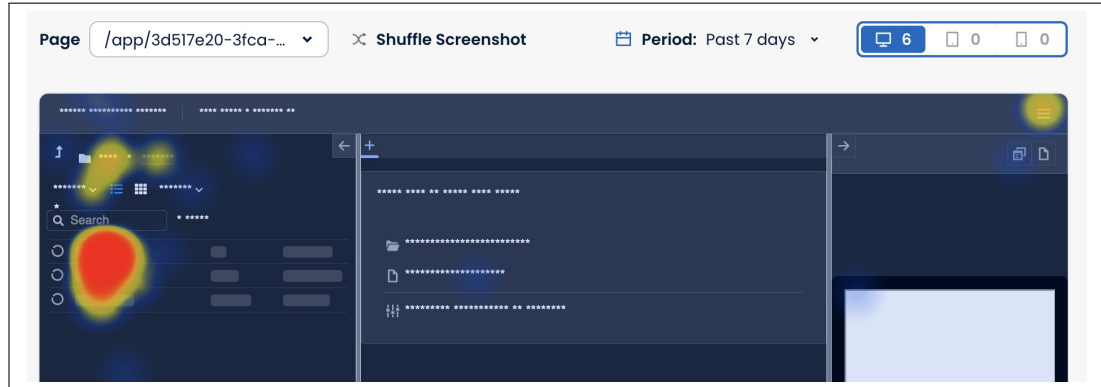 Page /app/3d517e20-3fca-... Shuffle Screenshot Period: Past 7 days 6 0 0
****** ********** ******* **** ***** * ******* **
**** * *******
******* *******
*
Search * *****
***** **** ** ***** **** *****
*************************
********************
********* *********** ** ********